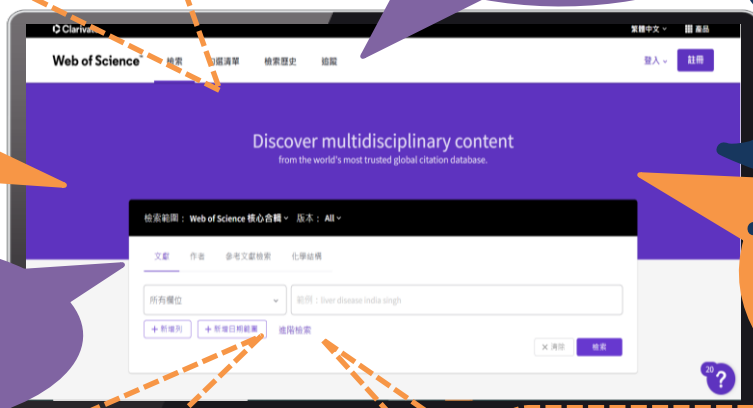 Clarivate
繁體中文
產品
Web of Science™
檢索
選清單
檢索歷史
追蹤
登入
註冊
Discover multidisciplinary content
from the world's most trusted global citation database.
檢索範圍： Web of Science 核心合輯 版本： All
文獻
作者
參考文獻檢索
化學結構
所有欄位
範例：liver disease india singh
+ 新增列
+ 新增日期範圍
進階檢索
× 清除
檢索
20
?